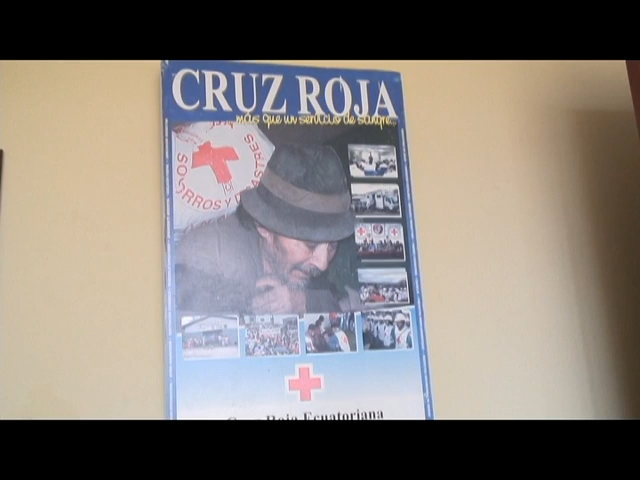 CRUZ ROJA
más que un servicio de sangre...
SOCORROS Y DESASTRES
Cruz Roja Ecuatoriana